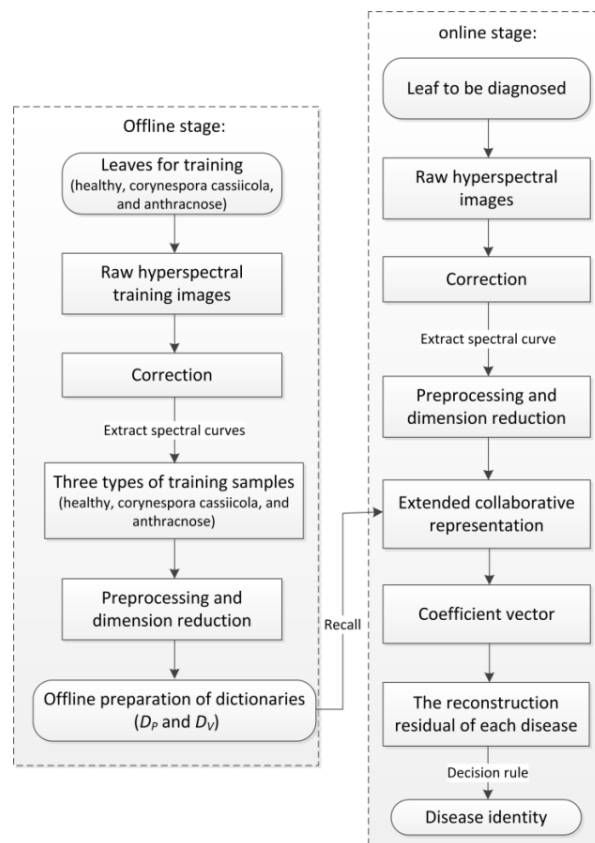 Offline stage:
Leaves for training
(healthy, corynespora cassiicola,
and anthracnose)
Raw hyperspectral
training images
Correction
Extract spectral curves
Three types of training samples
(healthy, corynespora cassiicola, and
anthracnose)
Preprocessing and
dimension reduction
Offline preparation of dictionaries
(DP and DV)
Recall
online stage:
Leaf to be diagnosed
Raw hyperspectral
images
Correction
Extract spectral curve
Preprocessing and
dimension reduction
Extended collaborative
representation
Coefficient vector
The reconstruction
residual of each disease
Decision rule
Disease identity